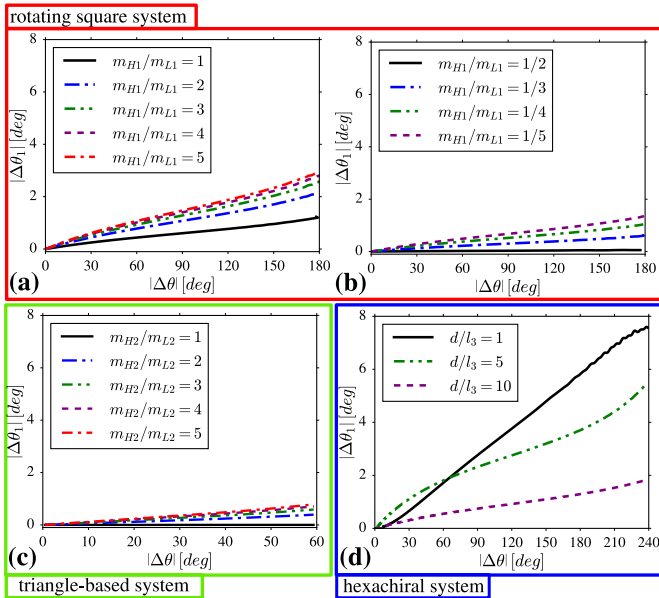 rotating square system
|Δθ₁| [deg]
8
6
4
2
0
m_{H1}/m_{L1} = 1
m_{H1}/m_{L1} = 2
m_{H1}/m_{L1} = 3
m_{H1}/m_{L1} = 4
m_{H1}/m_{L1} = 5
0 30 60 90 120 150 180
(a)
|Δθ| [deg]
|Δθ₁| [deg]
8
6
4
2
0
m_{H1}/m_{L1} = 1/2
m_{H1}/m_{L1} = 1/3
m_{H1}/m_{L1} = 1/4
m_{H1}/m_{L1} = 1/5
0 30 60 90 120 150 180
(b)
|Δθ| [deg]
|Δθ₁| [deg]
8
6
4
2
0
m_{H2}/m_{L2} = 1
m_{H2}/m_{L2} = 2
m_{H2}/m_{L2} = 3
m_{H2}/m_{L2} = 4
m_{H2}/m_{L2} = 5
0 10 20 30 40 50 60
(c)
|Δθ| [deg]
triangle-based system
|Δθ₁| [deg]
8
6
4
2
0
d/l₃ = 1
d/l₃ = 5
d/l₃ = 10
0 30 60 90 120 150 180 210 240
(d)
|Δθ| [deg]
hexachiral system